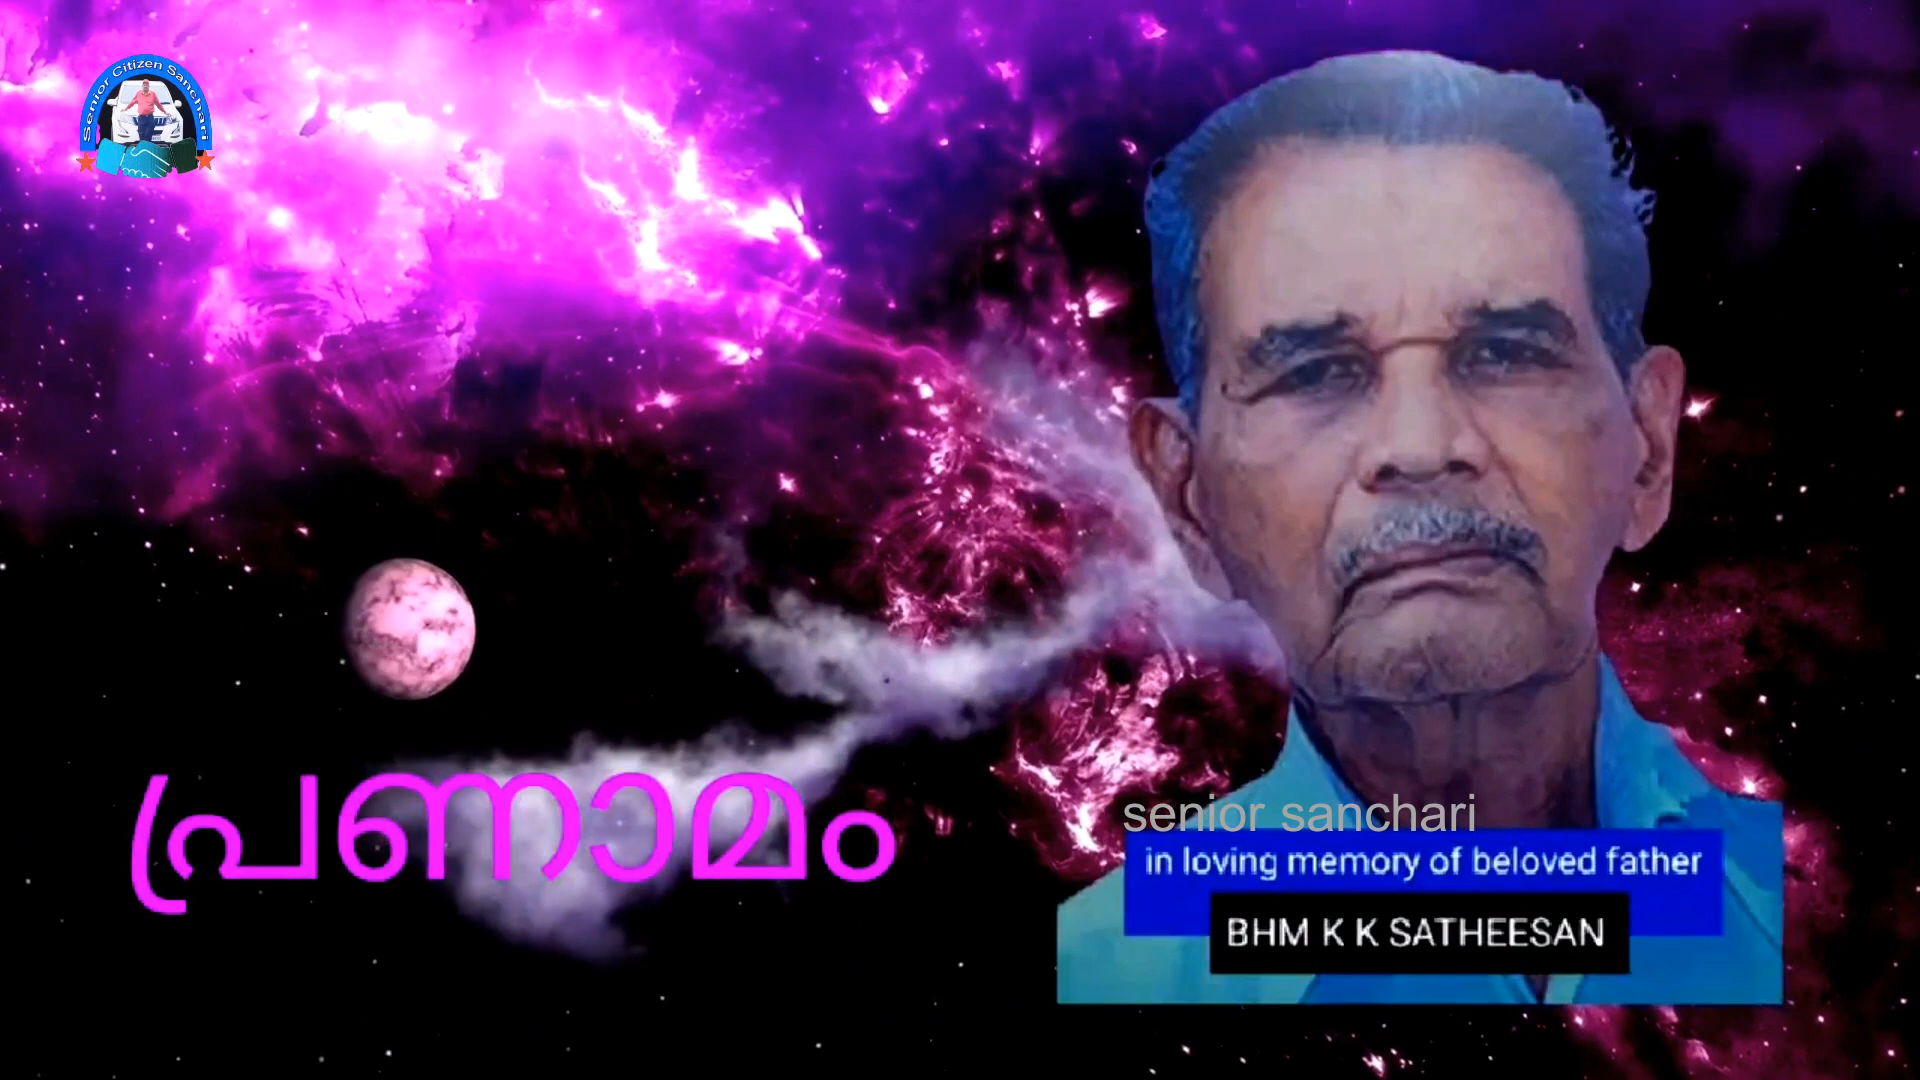 Senior Citizen Sanchari
പ്രണാമം
senior sanchari
in loving memory of beloved father
BHM K K SATHEESAN